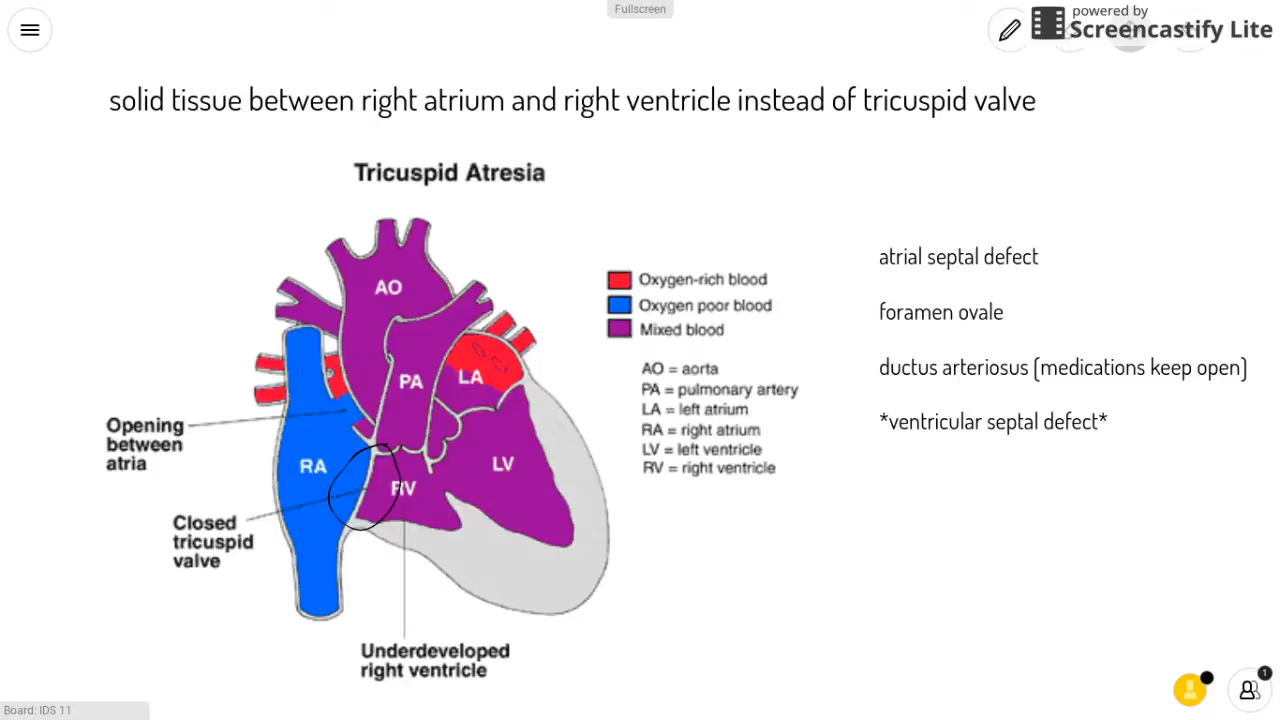 Fullscreen
powered by
Screencastify Lite
solid tissue between right atrium and right ventricle instead of tricuspid valve
Tricuspid Atresia
AO
PA
LA
RA
RV
LV
Opening
between
atria
Closed
tricuspid
valve
Underdeveloped
right ventricle
Oxygen-rich blood
Oxygen poor blood
Mixed blood
AO = aorta
PA = pulmonary artery
LA = left atrium
RA = right atrium
LV = left ventricle
RV = right ventricle
atrial septal defect
foramen ovale
ductus arteriosus (medications keep open)
*ventricular septal defect*
1
Board: IDS 11